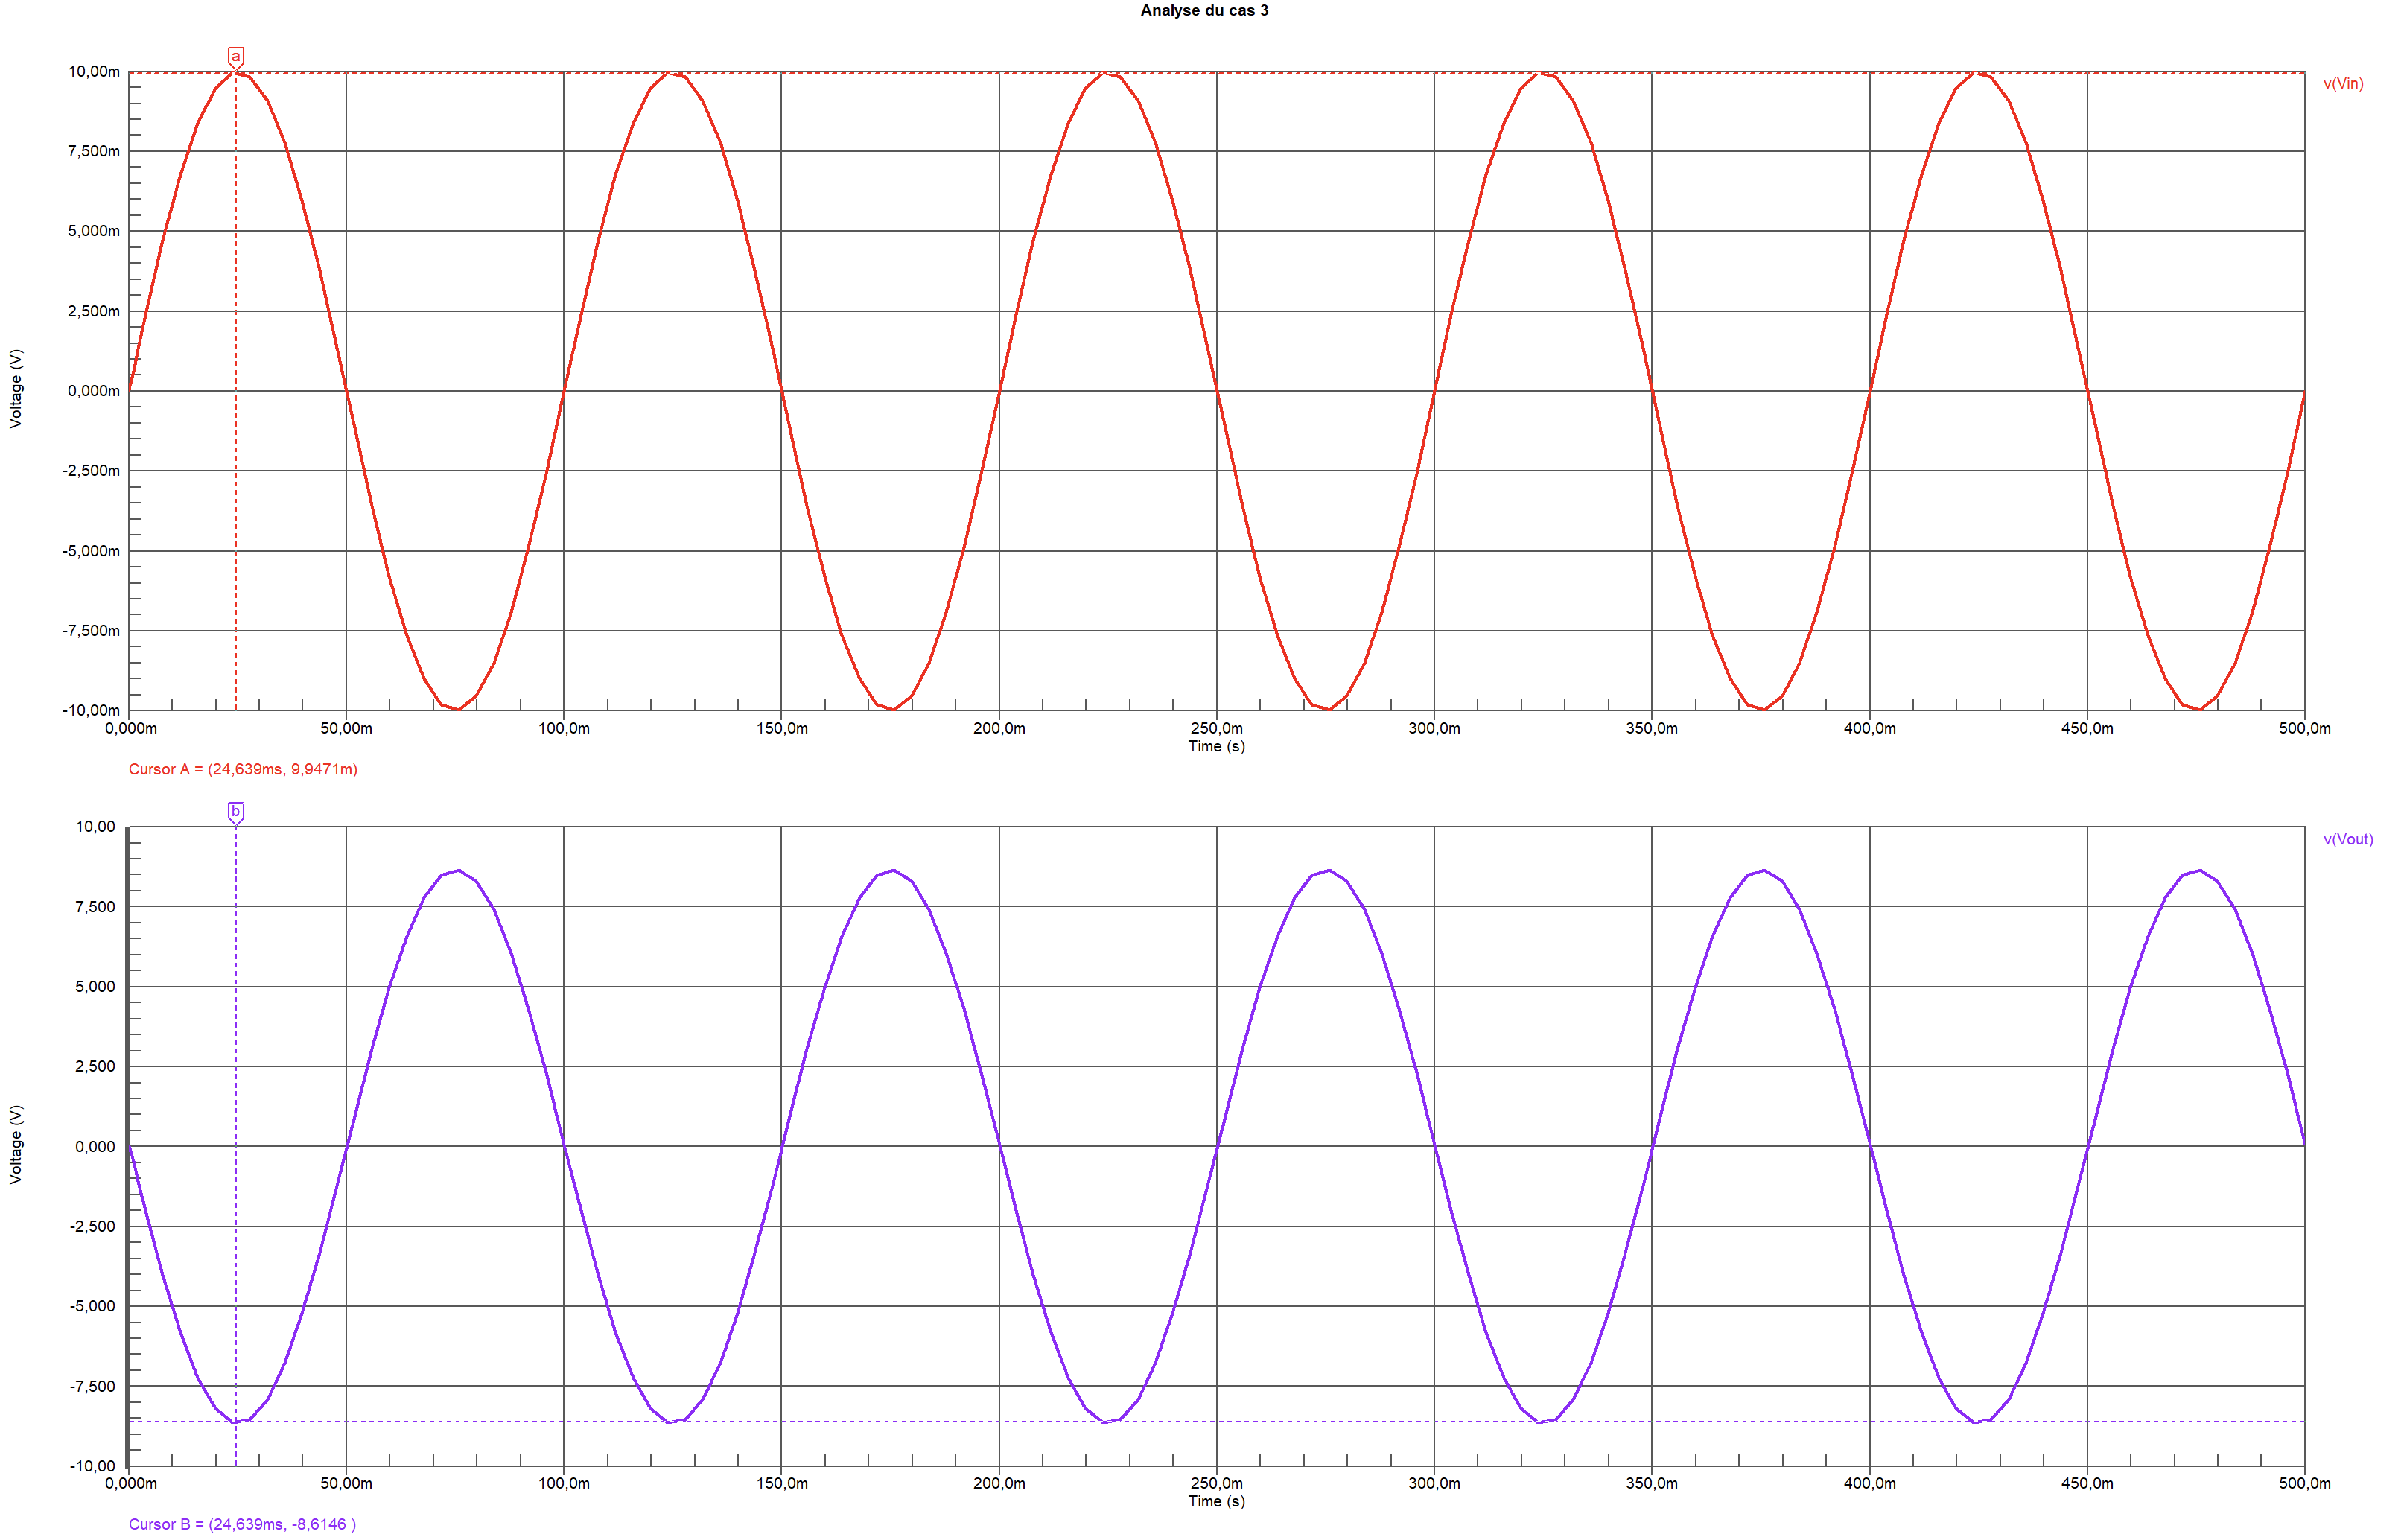 Analyse du cas 3
a
v(Vin)
Voltage (V)
10,00m
7,500m
5,000m
2,500m
0,000m
-2,500m
-5,000m
-7,500m
-10,00m
0,000m 50,00m 100,0m 150,0m 200,0m 250,0m 300,0m 350,0m 400,0m 450,0m 500,0m
Time (s)
Cursor A = (24,639ms, 9,9471m)
b
v(Vout)
Voltage (V)
10,00
7,500
5,000
2,500
0,000
-2,500
-5,000
-7,500
-10,00
0,000m 50,00m 100,0m 150,0m 200,0m 250,0m 300,0m 350,0m 400,0m 450,0m 500,0m
Time (s)
Cursor B = (24,639ms, -8,6146 )